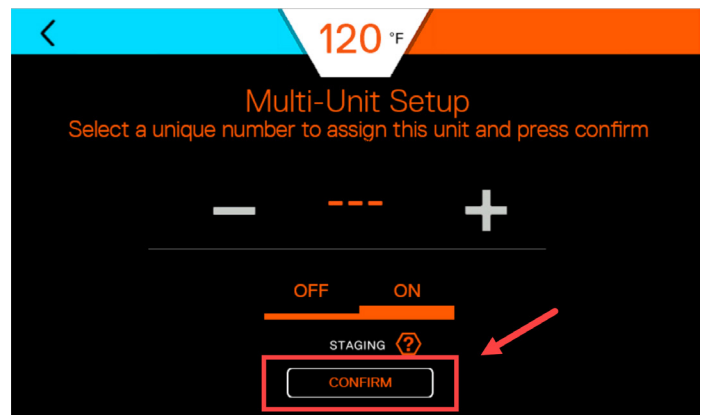 120 °F
Multi-Unit Setup
Select a unique number to assign this unit and press confirm
− --- +
OFF ON
STAGING ?
CONFIRM